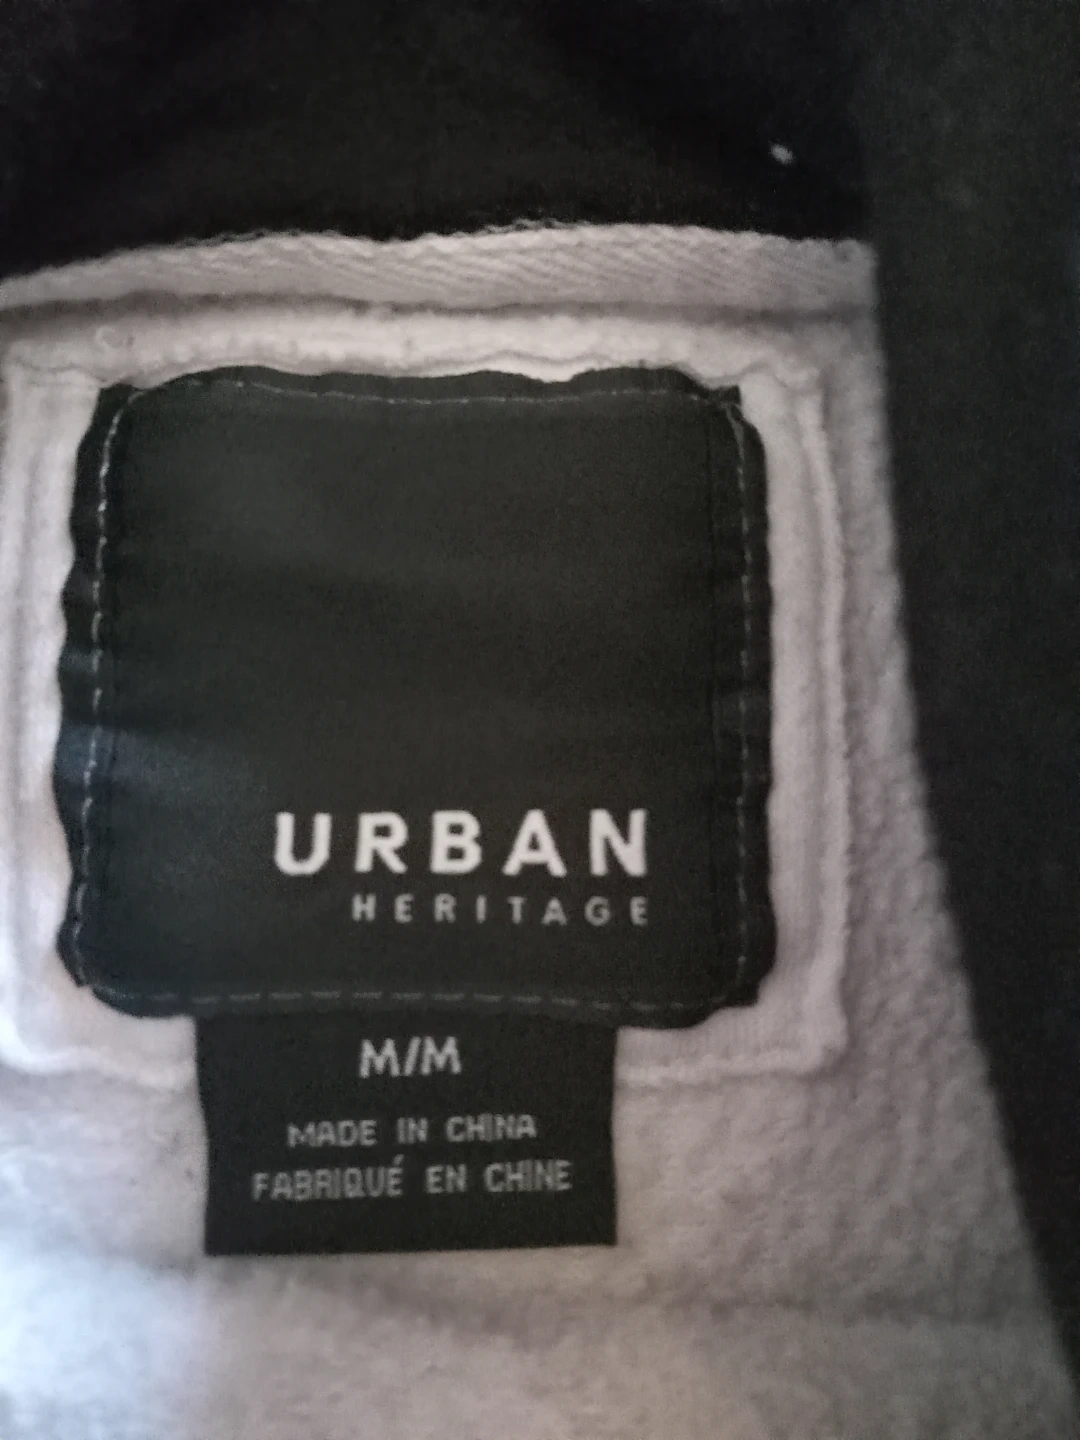 URBAN
HERITAGE
M/M
MADE IN CHINA
FABRIQUÉ EN CHINE